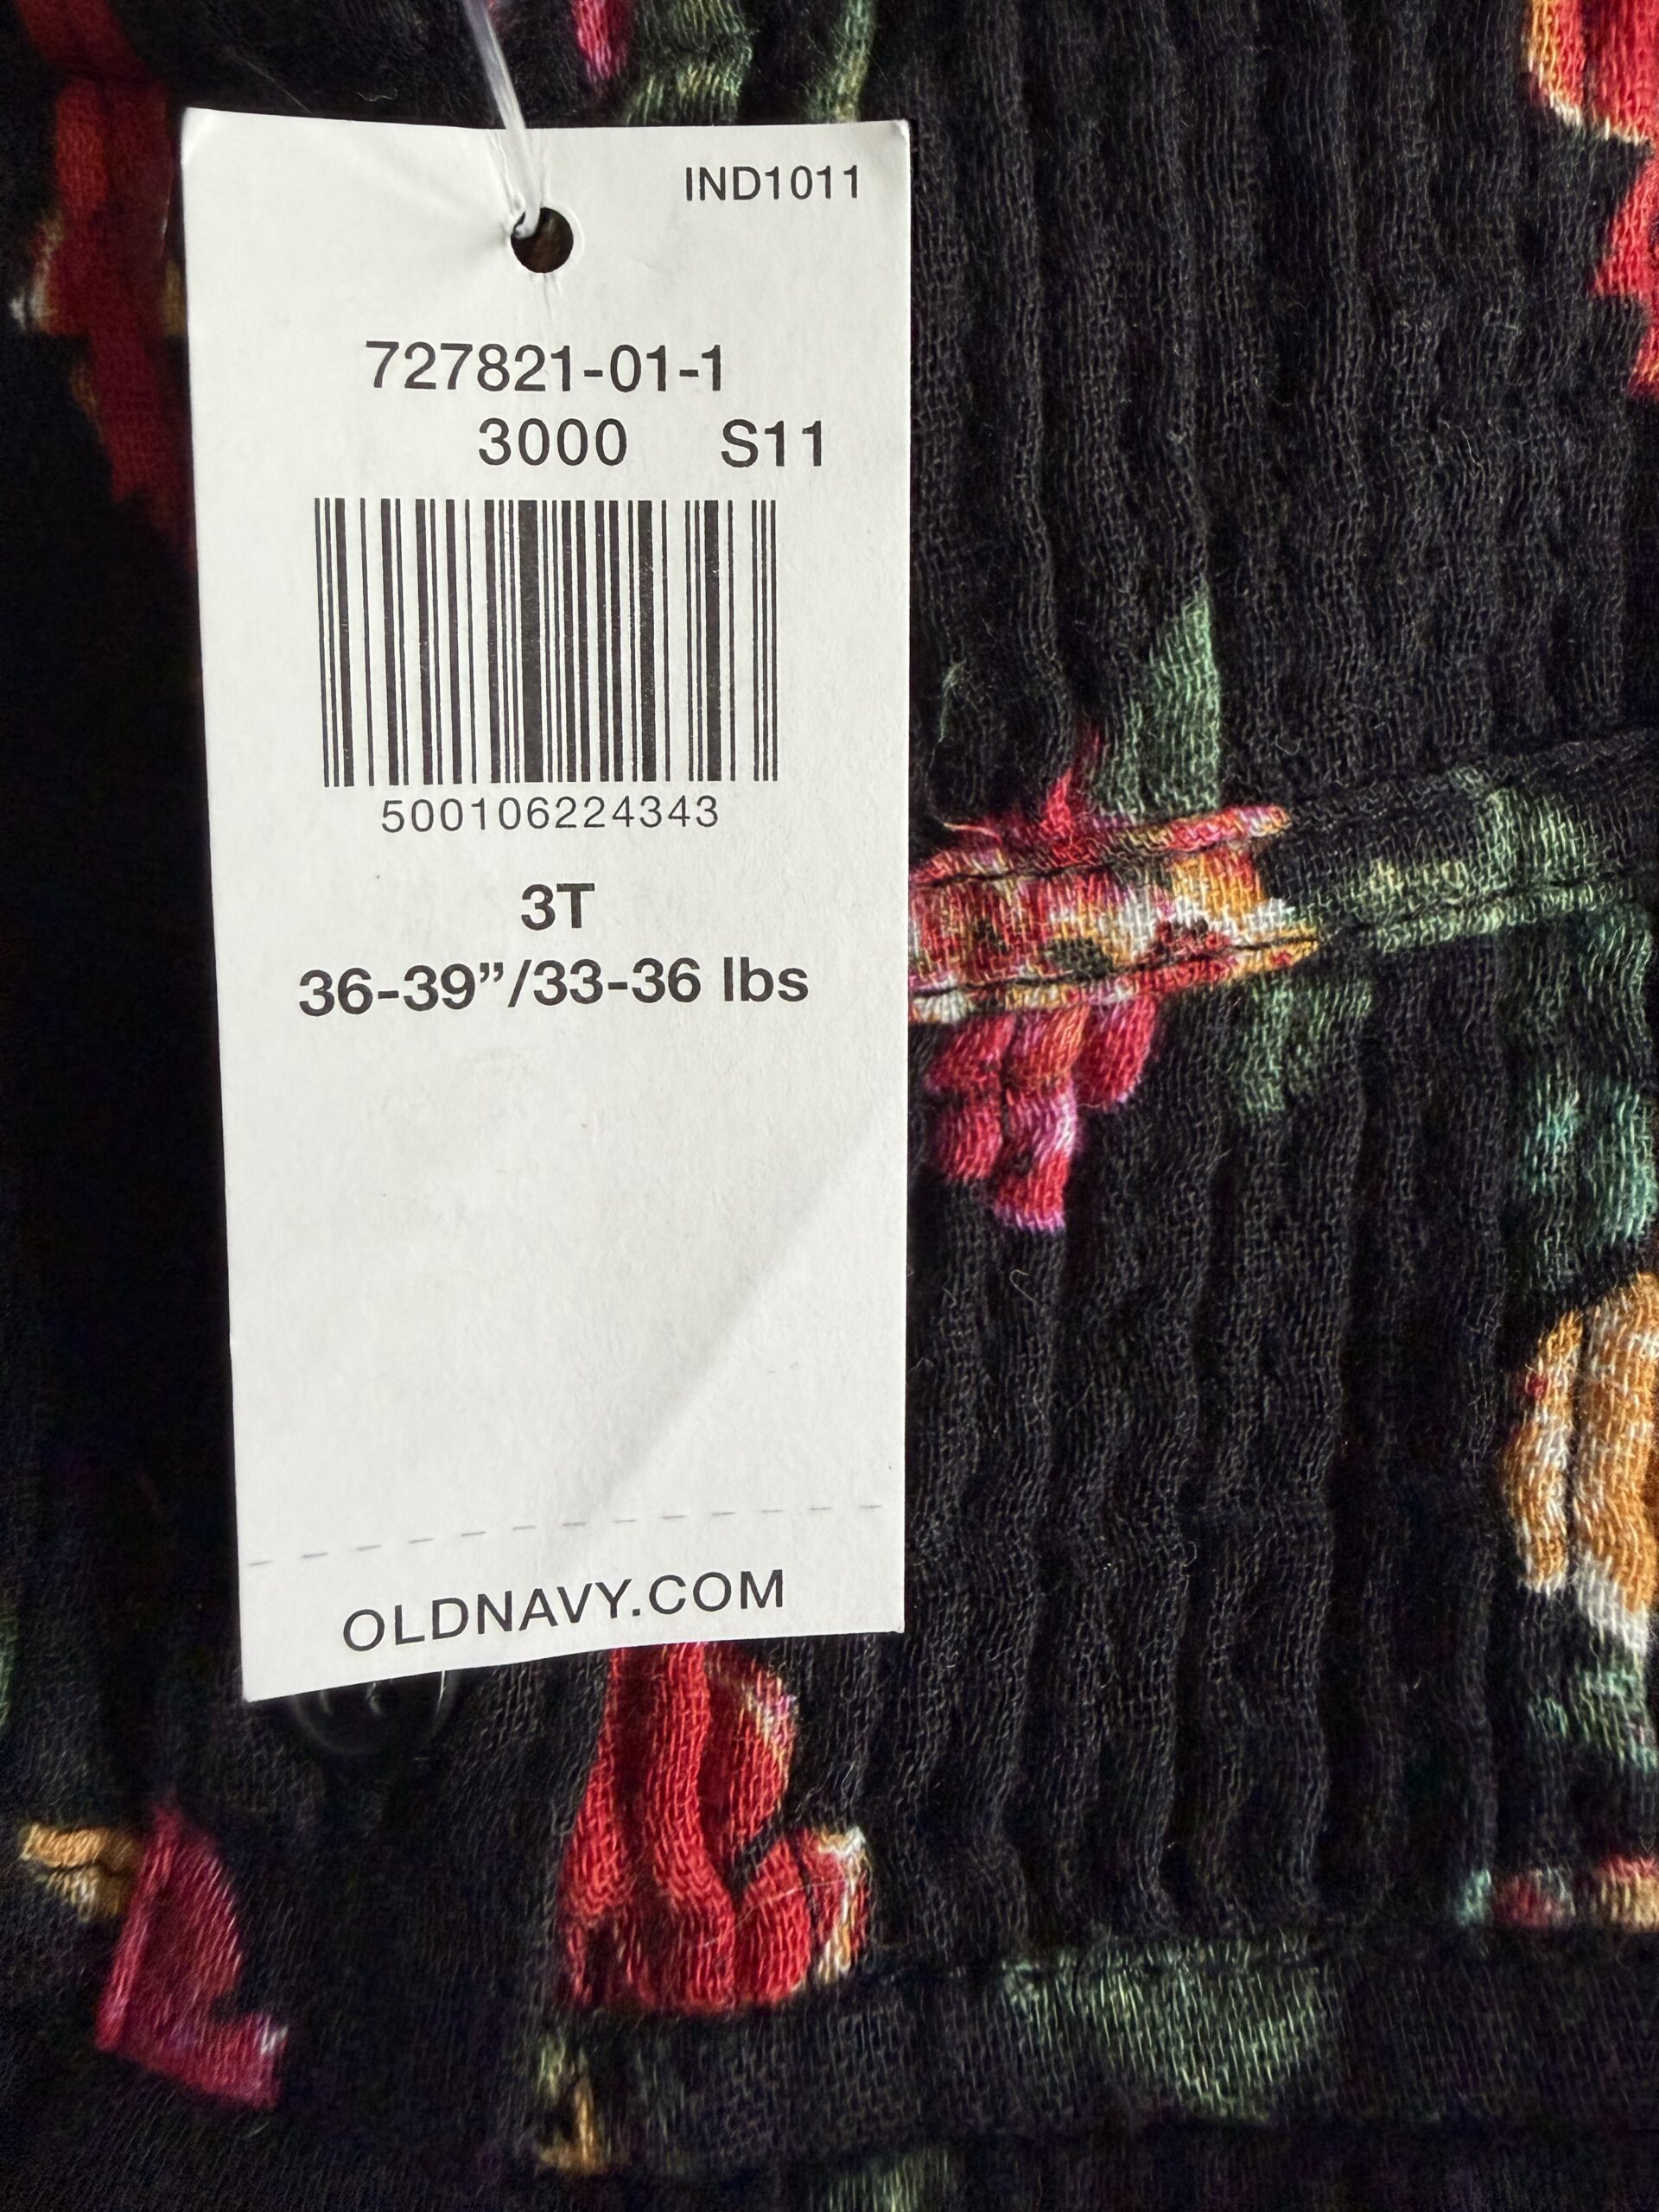 IND1011
727821-01-1
3000 S11
500106224343
3T
36-39”/33-36 lbs
OLDNAVY.COM